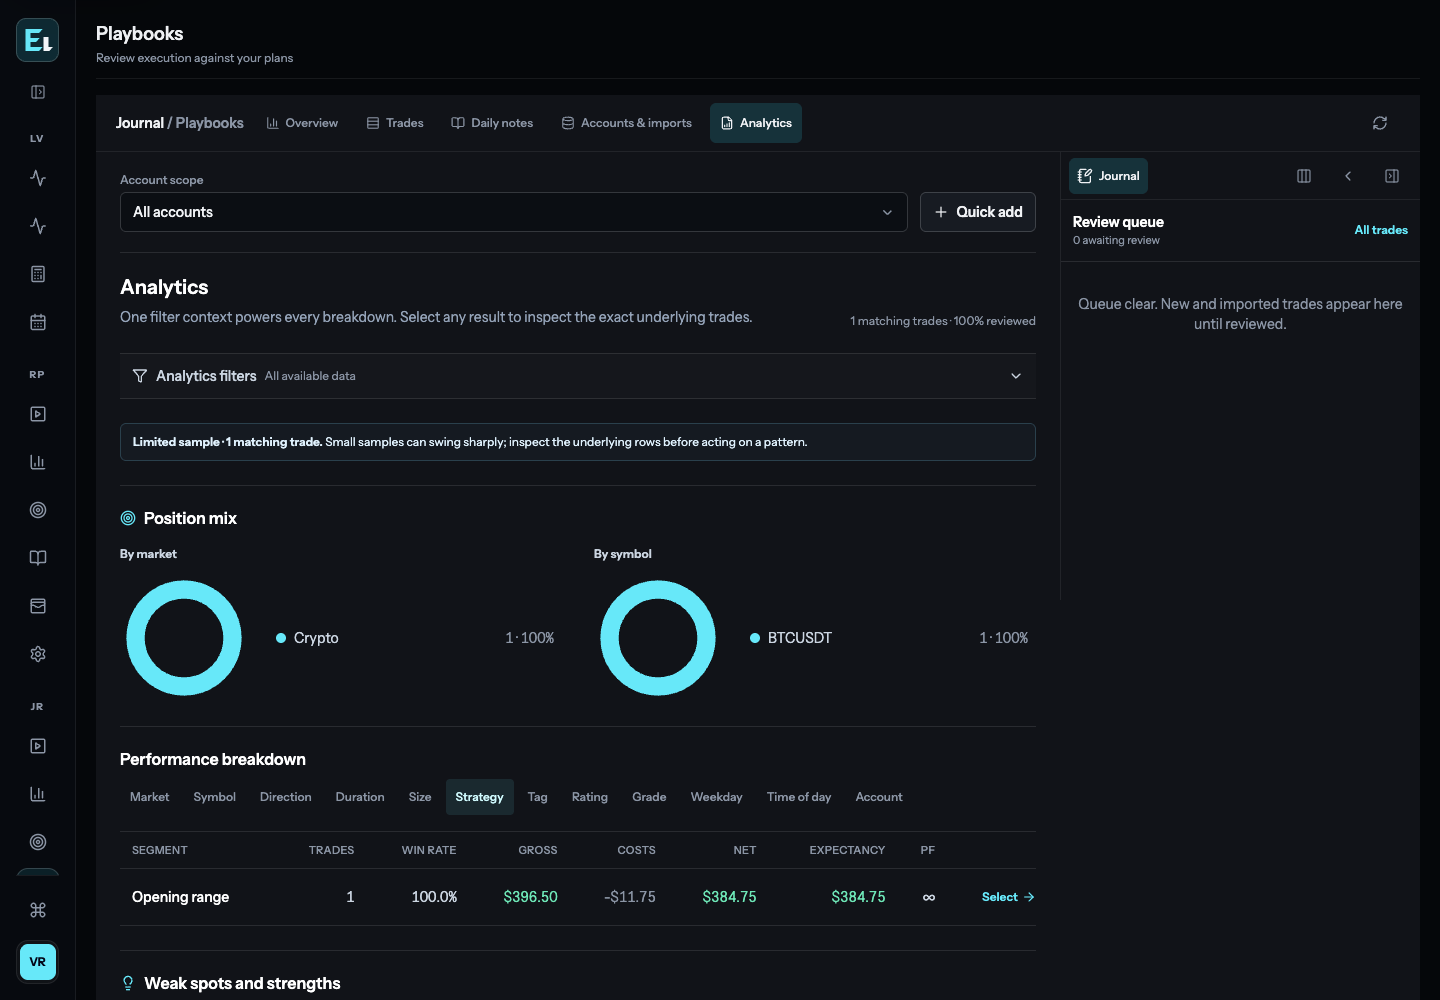 EL
Playbooks
Review execution against your plans
LV
RP
JR
VR
Journal / Playbooks
Overview
Trades
Daily notes
Accounts & imports
Analytics
Account scope
All accounts
Quick add
Analytics
One filter context powers every breakdown. Select any result to inspect the exact underlying trades.
1 matching trades · 100% reviewed
Analytics filters All available data
Limited sample · 1 matching trade. Small samples can swing sharply; inspect the underlying rows before acting on a pattern.
Position mix
By market
Crypto 1 · 100%
By symbol
BTCUSDT 1 · 100%
Performance breakdown
Market Symbol Direction Duration Size Strategy Tag Rating Grade Weekday Time of day Account
SEGMENT TRADES WIN RATE GROSS COSTS NET EXPECTANCY PF
Opening range 1 100.0% $396.50 -$11.75 $384.75 $384.75 ∞ Select →
Weak spots and strengths
Journal
Review queue
0 awaiting review
All trades
Queue clear. New and imported trades appear here
until reviewed.